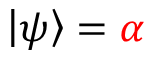 |ψ⟩ = α